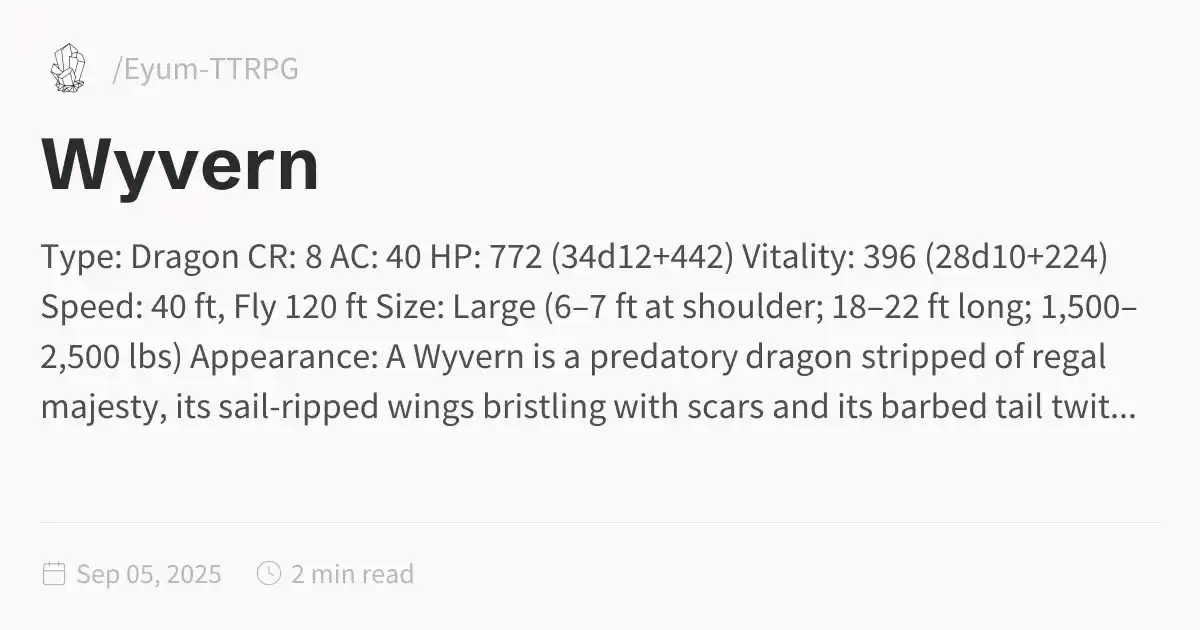 /Eyum-TTRPG
Wyvern
Type: Dragon CR: 8 AC: 40 HP: 772 (34d12+442) Vitality: 396 (28d10+224)
Speed: 40 ft, Fly 120 ft Size: Large (6–7 ft at shoulder; 18–22 ft long; 1,500–
2,500 lbs) Appearance: A Wyvern is a predatory dragon stripped of regal
majesty, its sail-ripped wings bristling with scars and its barbed tail twit...
Sep 05, 2025 2 min read